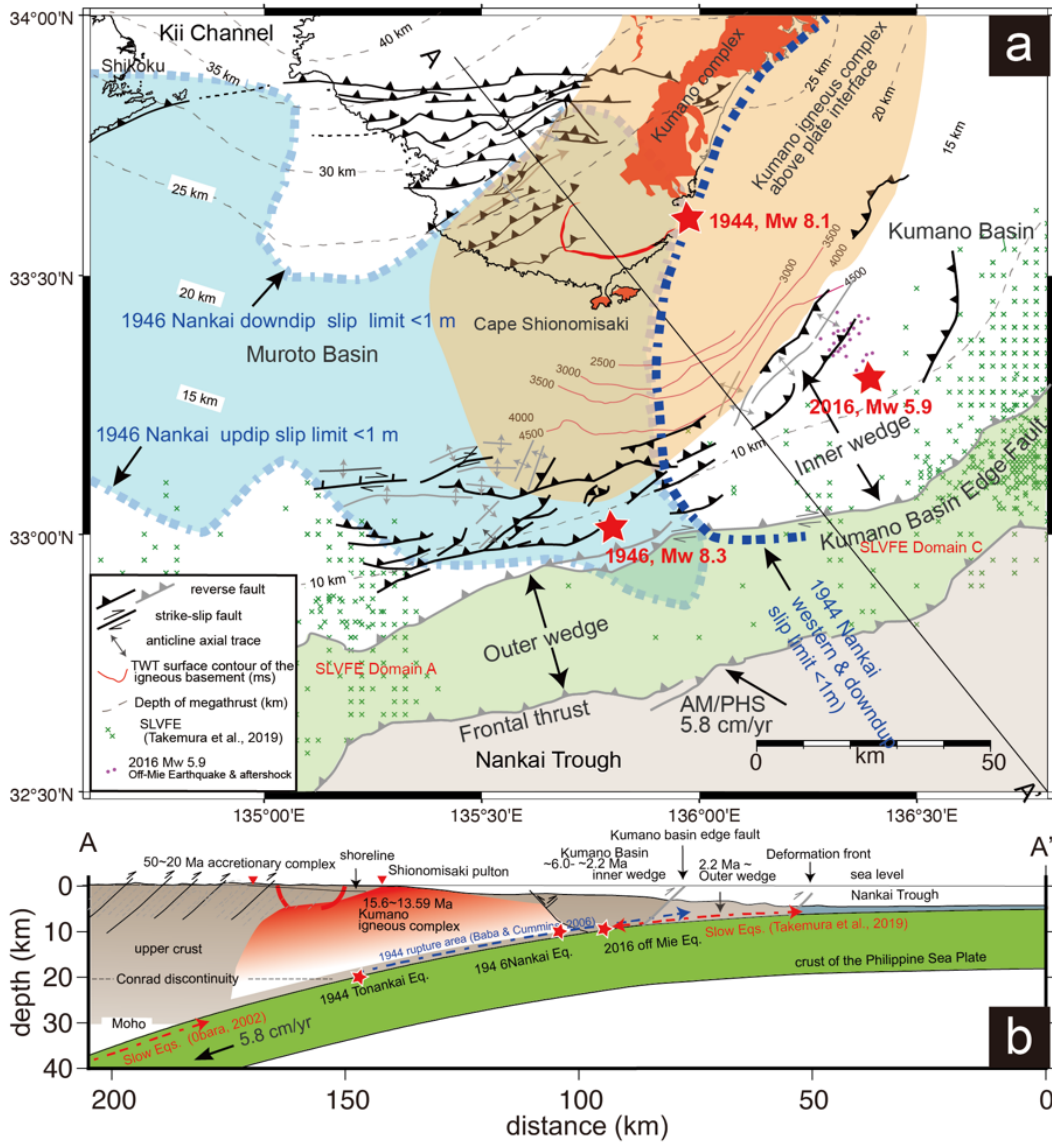 34°00'N
33°30'N
33°00'N
32°30'N
a
Kii Channel
Shikoku
40 km
35 km
30 km
25 km
20 km
15 km
A
Kumano complex
Kumano igneous complex
above plate interface
25 km
20 km
15 km
1944, Mw 8.1
Kumano Basin
1946 Nankai downdip slip limit <1 m
Muroto Basin
Cape Shionomisaki
2500
3000
3500
4000
4500
3500
3000
4000
4500
2016, Mw 5.9
1946 Nankai updip slip limit <1 m
10 km
Inner wedge
Kumano Basin Edge Fault
SLVFE Domain C
1946, Mw 8.3
10 km
Outer wedge
1944 Nankai
western & downdup
slip limit <1m)
SLVFE Domain A
Frontal thrust
AM/PHS
5.8 cm/yr
Nankai Trough
0
50
km
A'
reverse fault
strike-slip fault
anticline axial trace
TWT surface contour of the
igneous basement (ms)
Depth of megathrust (km)
SLVFE
(Takemura et al., 2019)
2016 Mw 5.9
Off-Mie Earthquake & aftershock
135°00'E
135°30'E
136°00'E
136°30'E
A
A'
50~20 Ma accretionary complex
shoreline
Shionomisaki pulton
Kumano Basin
~6.0- ~2.2 Ma
inner wedge
Kumano basin edge fault
2.2 Ma ~
Outer wedge
Deformation front
sea level
Nankai Trough
15.6~13.59 Ma
Kumano
igneous complex
upper crust
1944 rupture area (Baba & Cummins, 2006)
Slow Eqs. (Takemura et al., 2019)
2016 off Mie Eq.
194 6Nankai Eq.
1944 Tonankai Eq.
Conrad discontinuity
crust of the Philippine Sea Plate
Moho
Slow Eqs. (Obara, 2002)
5.8 cm/yr
b
depth (km)
0
10
20
30
40
200
150
100
50
0
distance (km)